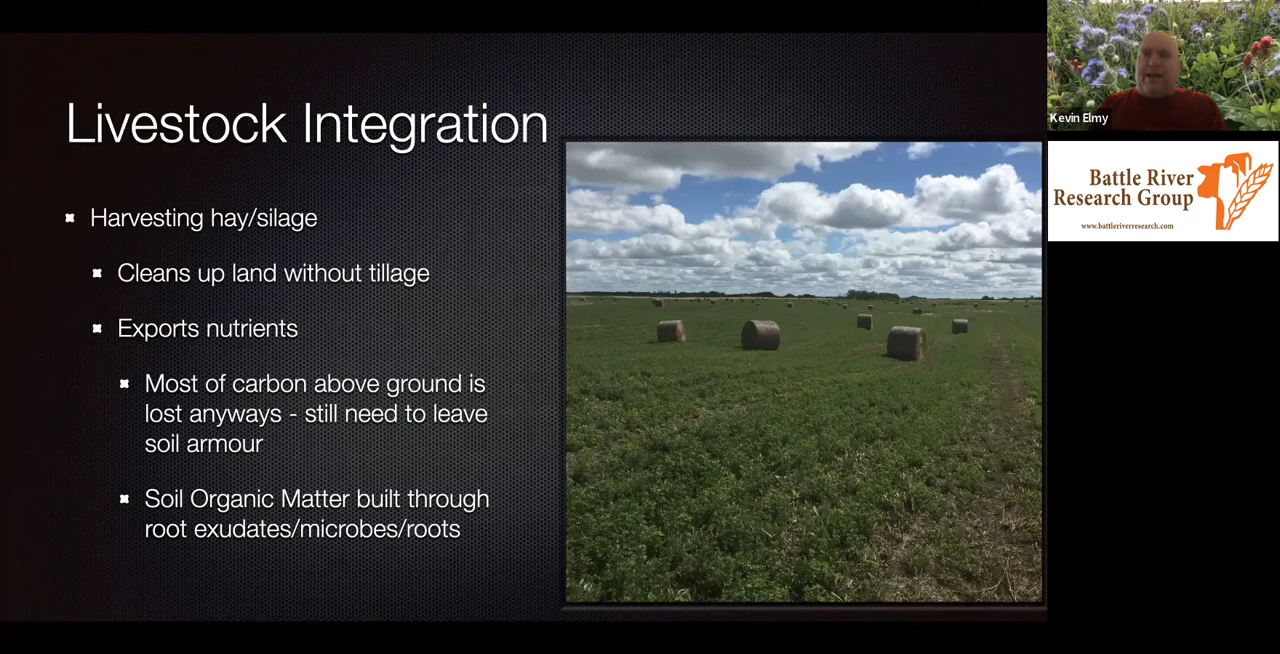 Livestock Integration
Harvesting hay/silage
Cleans up land without tillage
Exports nutrients
Most of carbon above ground is
lost anyways - still need to leave
soil armour
Soil Organic Matter built through
root exudates/microbes/roots
Kevin Elmy
Battle River
Research Group
www.battleriverresearch.com